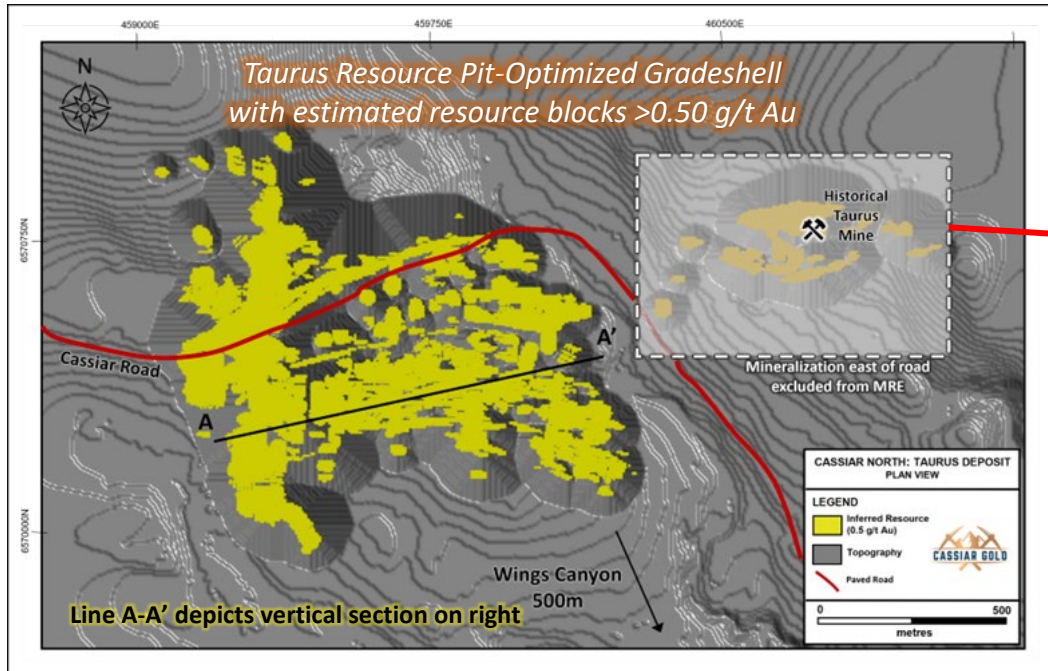 459000E
459750E
460500E
N
Taurus Resource Pit-Optimized Gradeshell
with estimated resource blocks >0.50 g/t Au
Historical
Taurus
Mine
6570750N
Cassiar Road
A'
Mineralization east of road
excluded from MRE
A
CASSIAR NORTH: TAURUS DEPOSIT
PLAN VIEW
LEGEND
Inferred Resource
(0.5 g/t Au)
Topography
CASSIAR GOLD
Paved Road
6570000N
Wings Canyon
500m
0 500
metres
Line A-A' depicts vertical section on right